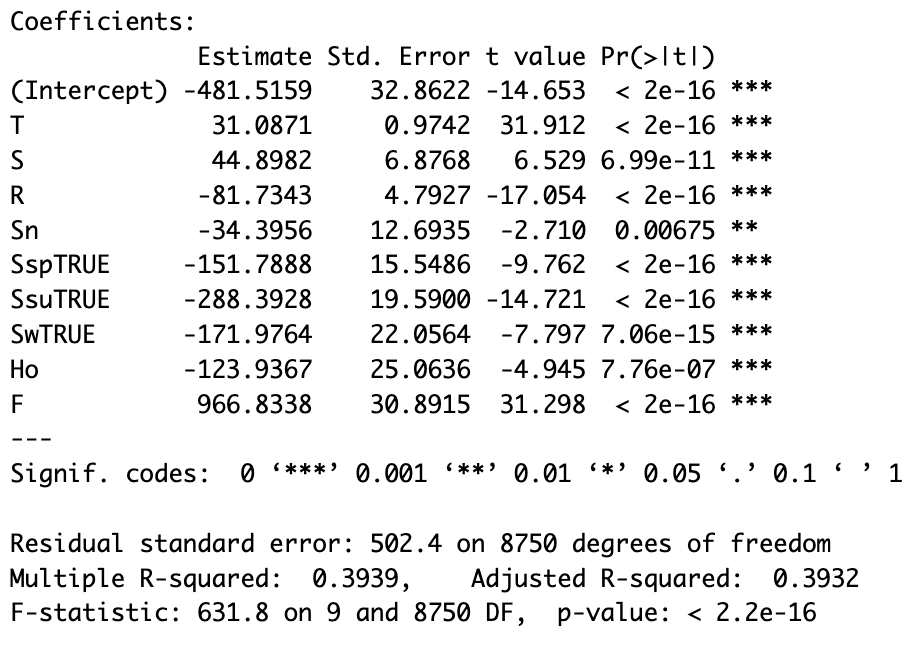 Coefficients:
             Estimate Std. Error t value Pr(>|t|)
(Intercept) -481.5159    32.8622 -14.653  < 2e-16 ***
T             31.0871     0.9742  31.912  < 2e-16 ***
S             44.8982     6.8768   6.529 6.99e-11 ***
R            -81.7343     4.7927 -17.054  < 2e-16 ***
Sn           -34.3956    12.6935  -2.710  0.00675 **
SspTRUE     -151.7888    15.5486  -9.762  < 2e-16 ***
SsuTRUE     -288.3928    19.5900 -14.721  < 2e-16 ***
SwTRUE      -171.9764    22.0564  -7.797 7.06e-15 ***
Ho          -123.9367    25.0636  -4.945 7.76e-07 ***
F            966.8338    30.8915  31.298  < 2e-16 ***
---
Signif. codes:  0 ‘***’ 0.001 ‘**’ 0.01 ‘*’ 0.05 ‘.’ 0.1 ‘ ’ 1
Residual standard error: 502.4 on 8750 degrees of freedom
Multiple R-squared:  0.3939,    Adjusted R-squared:  0.3932
F-statistic: 631.8 on 9 and 8750 DF,  p-value: < 2.2e-16